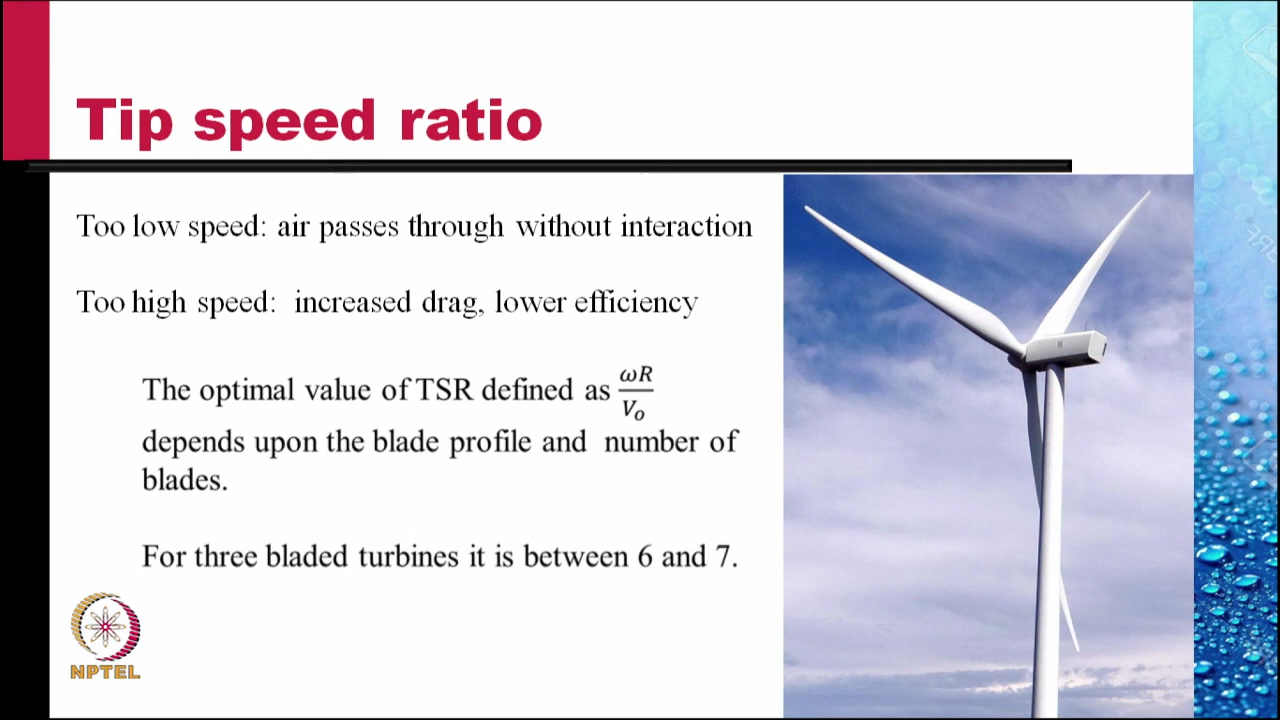 Tip speed ratio
Too low speed: air passes through without interaction
Too high speed: increased drag, lower efficiency
The optimal value of TSR defined as ωR/V₀
depends upon the blade profile and number of
blades.
For three bladed turbines it is between 6 and 7.
NPTEL